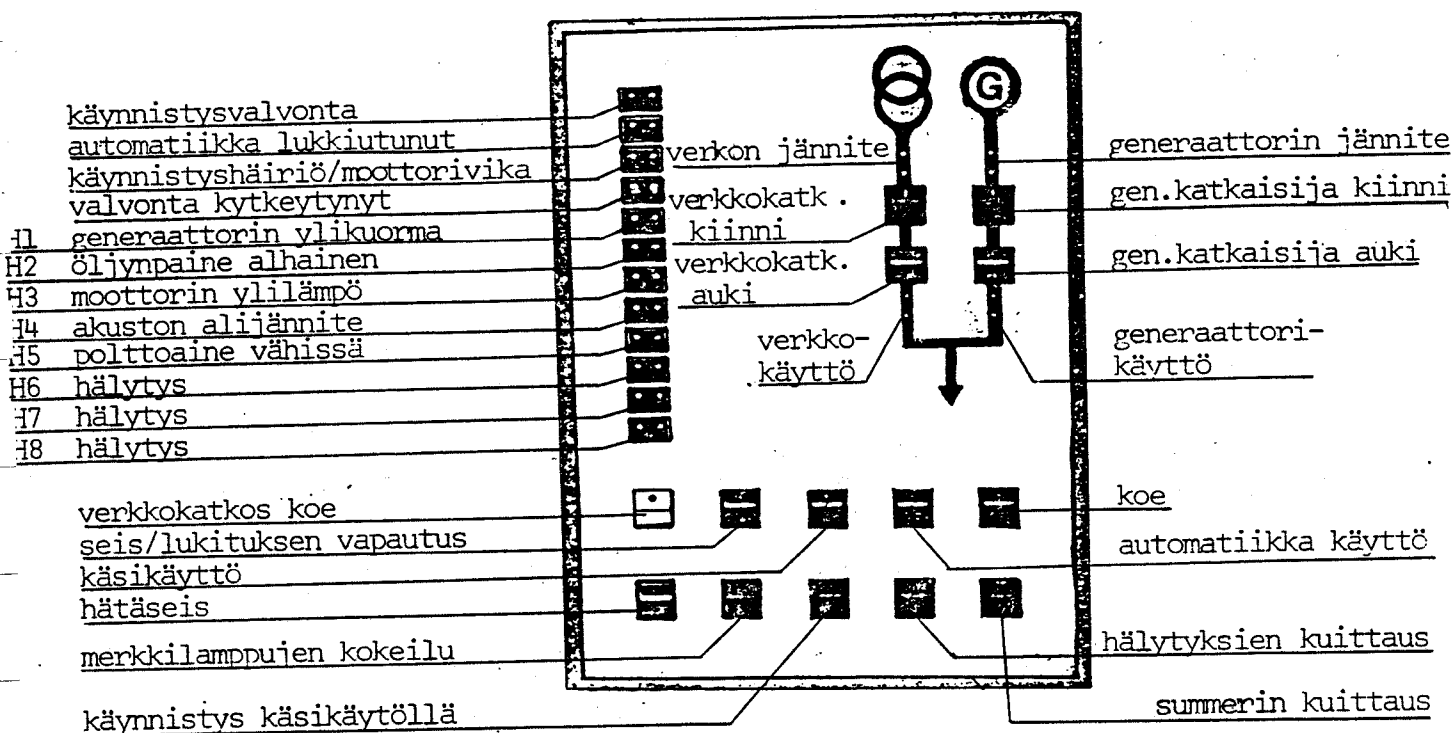 käynnistysvalvonta
automatiikka lukkiutunut
käynnistyshäiriö/moottorivika
valvonta kytkeytynyt
H1 generaattorin ylikuorma
H2 öljynpaine alhainen
H3 moottorin ylilämpö
H4 akuston alijännite
H5 polttoaine vähissä
H6 hälytys
H7 hälytys
H8 hälytys
verkkokatkos koe
seis/lukituksen vapautus
käsikäyttö
hätäseis
merkkilamppujen kokeilu
käynnistys käsikäytöllä
G
verkon jännite
verkkokatk.
kiinni
verkkokatk.
auki
verkko-
käyttö
generaattorin jännite
gen.katkaisija kiinni
gen.katkaisija auki
generaattori-
käyttö
koe
automatiikka käyttö
hälytyksien kuittaus
summerin kuittaus